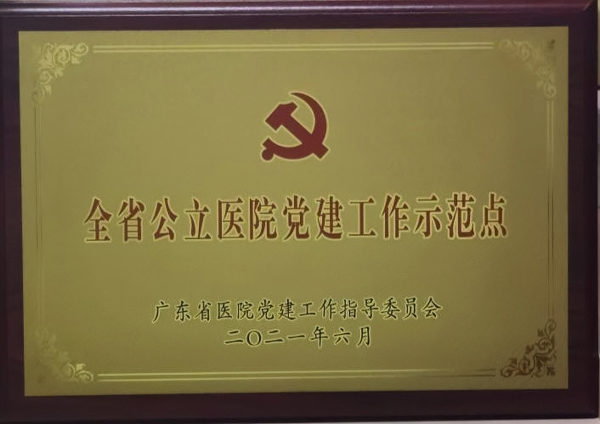 全省公立医院党建工作示范点
广东省医院党建工作指导委员会
二〇二一年六月